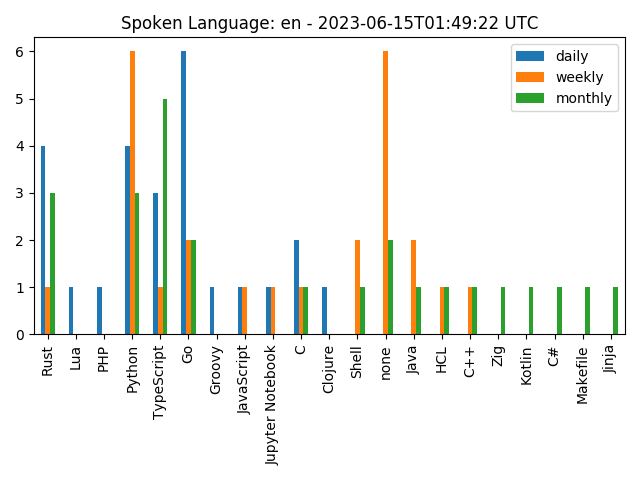 Spoken Language: en - 2023-06-15T01:49:22 UTC
daily
weekly
monthly
6
5
4
3
2
1
0
Rust
Lua
PHP
Python
TypeScript
Go
Groovy
JavaScript
Jupyter Notebook
C
Clojure
Shell
none
Java
HCL
C++
Zig
Kotlin
C#
Makefile
Jinja